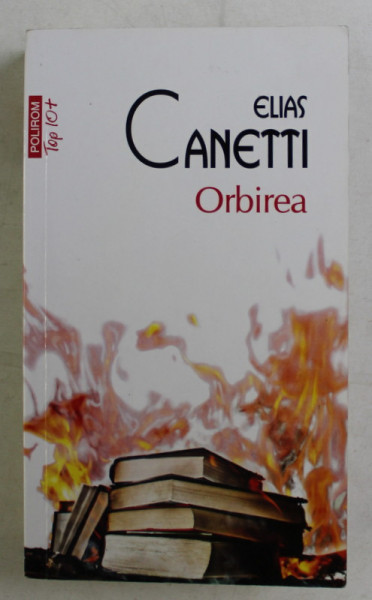 POLIROM
Top 10+
ELIAS
CANETTI
Orbirea